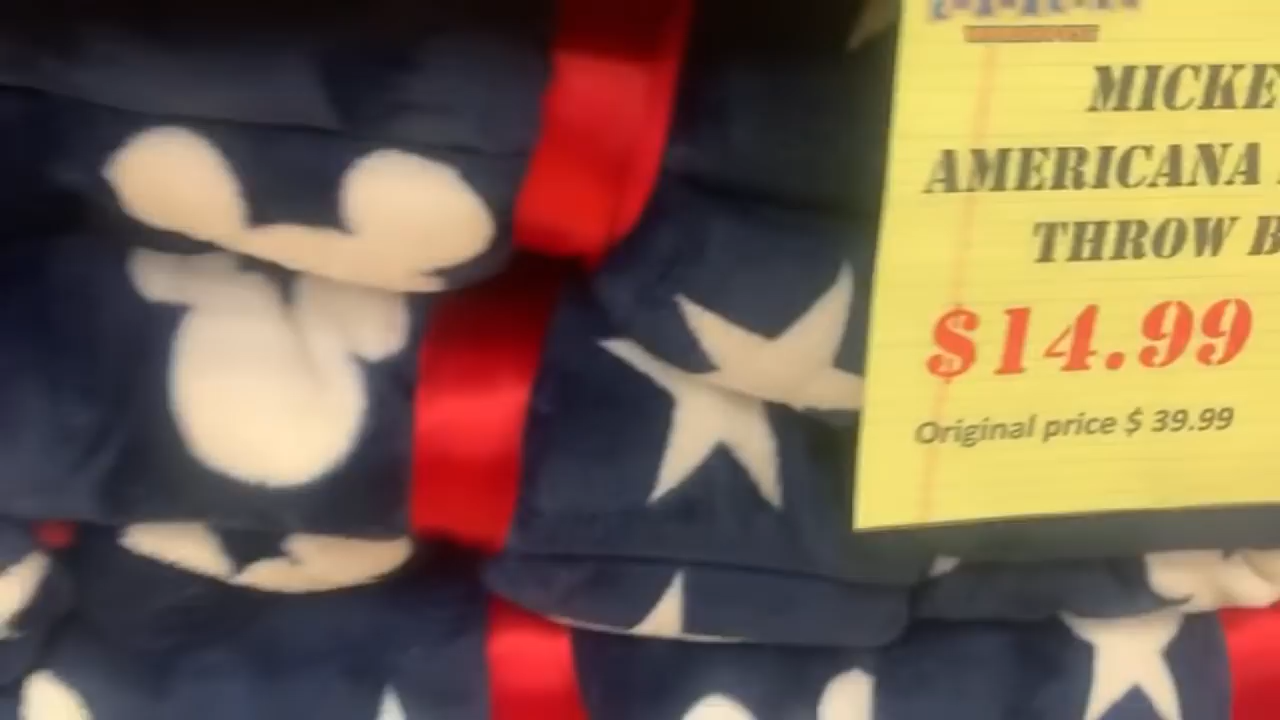 MICKE
AMERICANA
THROW B
$14.99
Original price $ 39.99